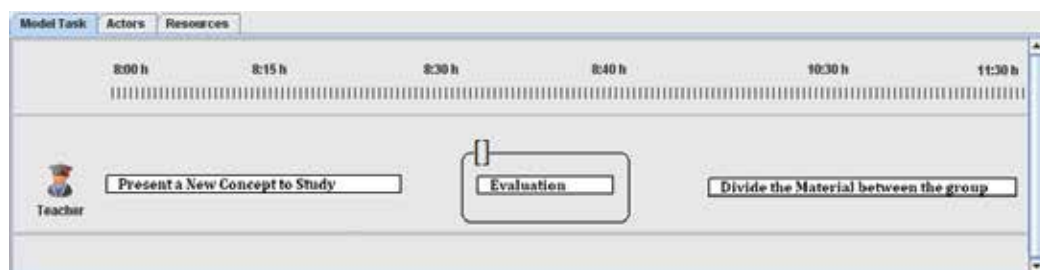 Model Task Actors Resources
8:00 h 8:15 h 8:30 h 8:40 h 10:30 h 11:30 h
[]
Present a New Concept to Study Evaluation Divide the Material between the group
Teacher